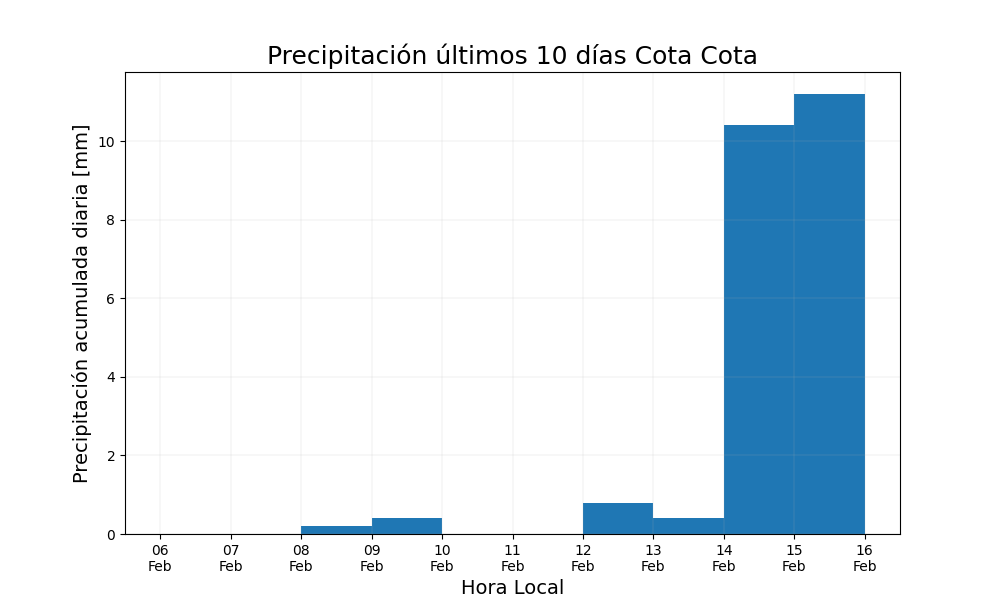 Precipitación últimos 10 días Cota Cota
Precipitación acumulada diaria [mm]
10
8
6
4
2
0
06 07 08 09 10 11 12 13 14 15 16
Feb Feb Feb Feb Feb Feb Feb Feb Feb Feb Feb
Hora Local